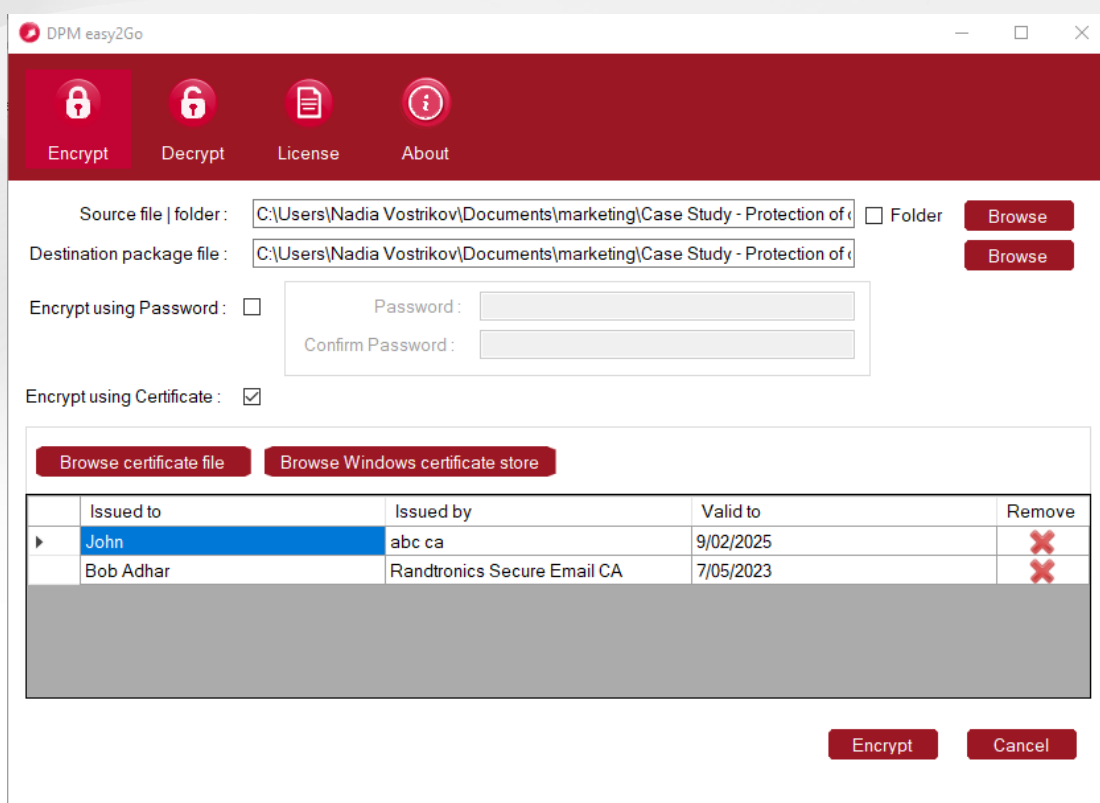 DPM easy2Go
Encrypt Decrypt License About
Source file | folder : C:\Users\Nadia Vostrikov\Documents\marketing\Case Study - Protection of Folder Browse
Destination package file : C:\Users\Nadia Vostrikov\Documents\marketing\Case Study - Protection of Browse
Encrypt using Password : Password :
Confirm Password :
Encrypt using Certificate :
Browse certificate file Browse Windows certificate store
Issued to Issued by Valid to Remove
John abc ca 9/02/2025
Bob Adhar Randtronics Secure Email CA 7/05/2023
Encrypt Cancel